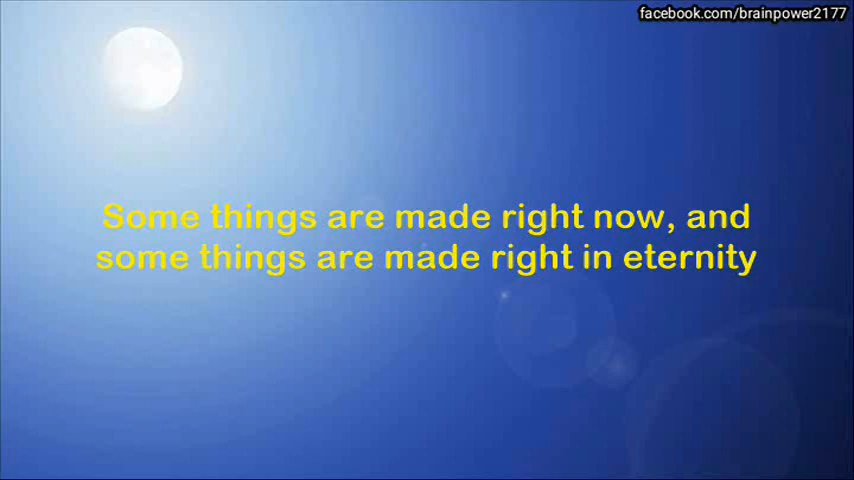 facebook.com/brainpower2177
Some things are made right now, and
some things are made right in eternity